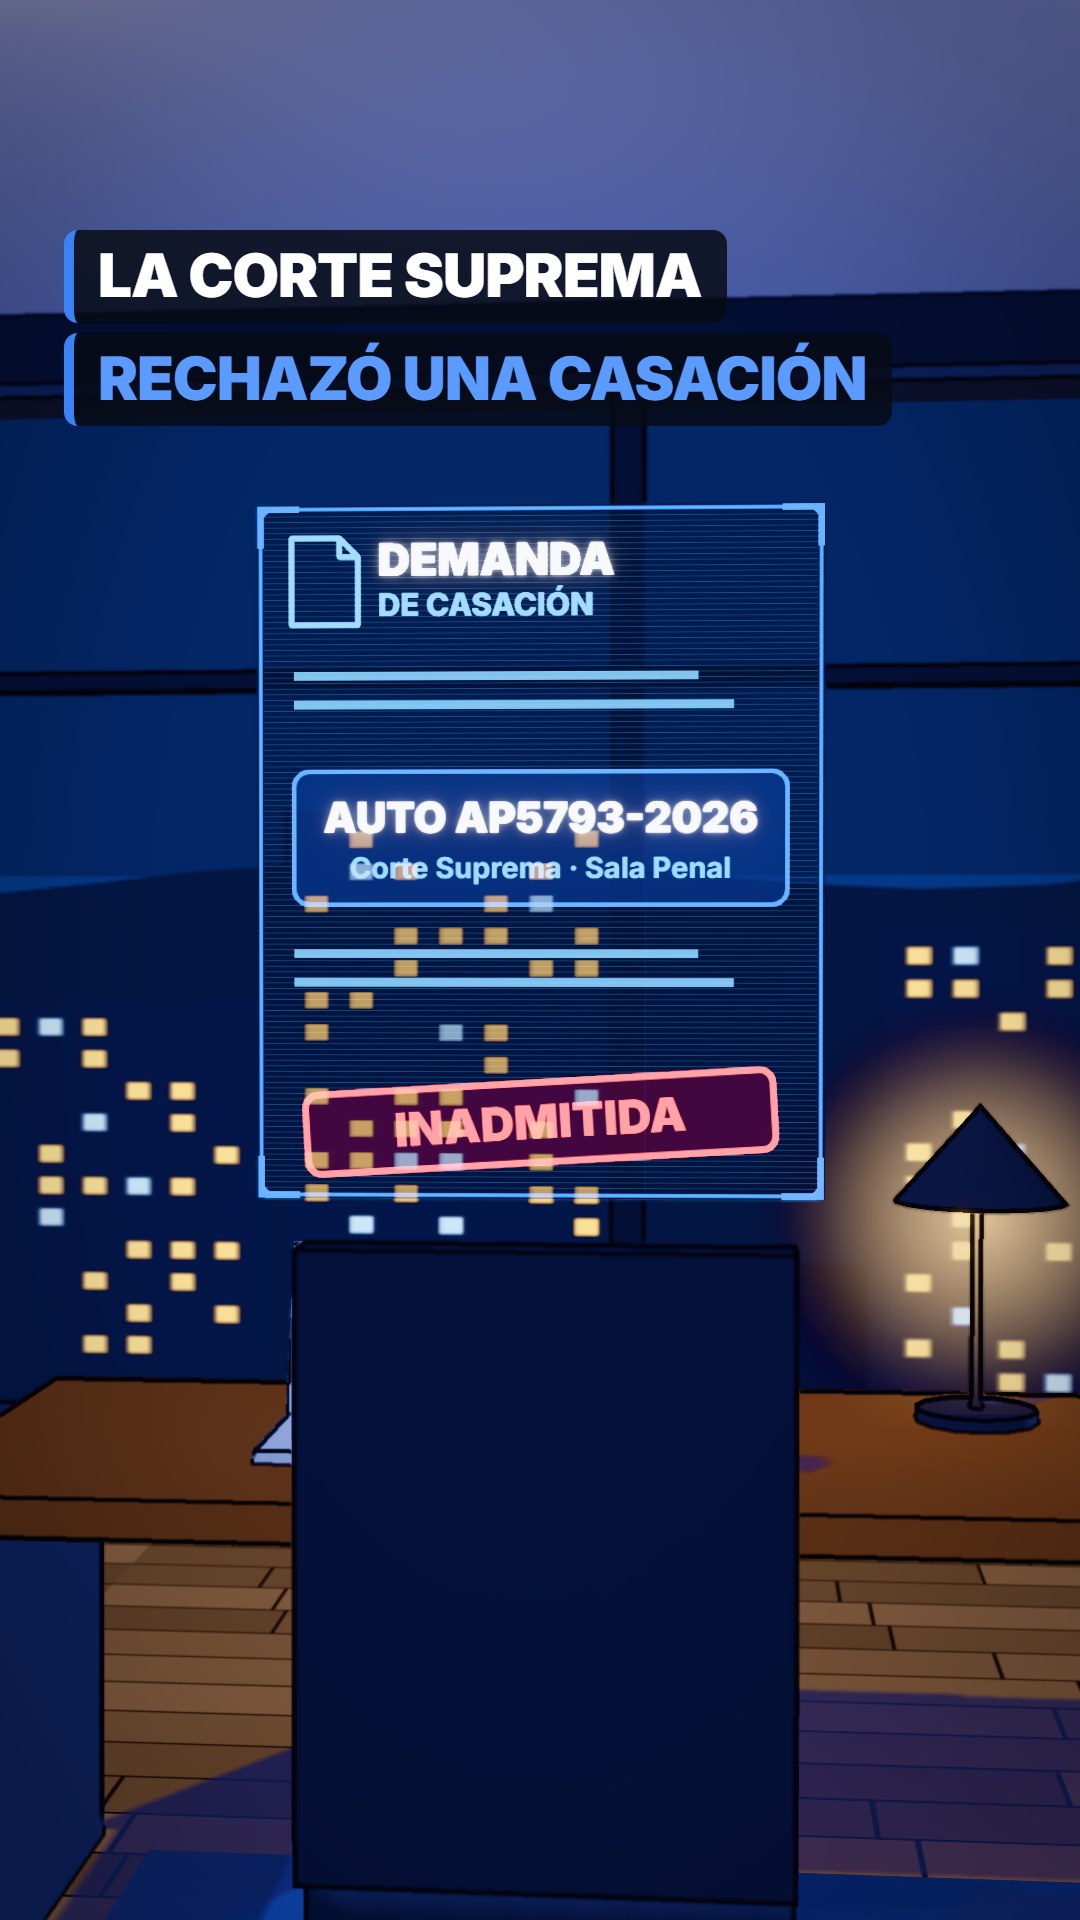 LA CORTE SUPREMA
RECHAZÓ UNA CASACIÓN
DEMANDA
DE CASACIÓN
AUTO AP5793-2026
Corte Suprema · Sala Penal
INADMITIDA